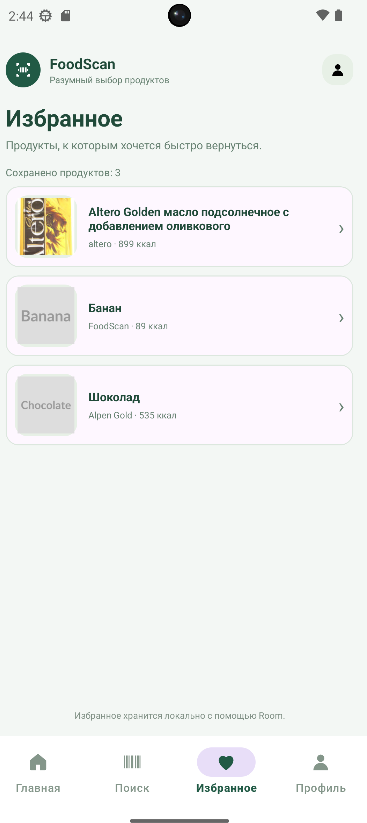 2:44
FoodScan
Разумный выбор продуктов
Избранное
Продукты, к которым хочется быстро вернуться.
Сохранено продуктов: 3
Altero
Altero Golden масло подсолнечное с
добавлением оливкового
altero · 899 ккал
›
Banana
Банан
FoodScan · 89 ккал
›
Chocolate
Шоколад
Alpen Gold · 535 ккал
›
Избранное хранится локально с помощью Room.
Главная
Поиск
Избранное
Профиль